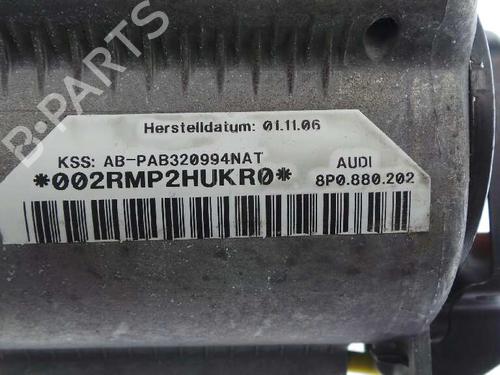 B-PARTS
Herstelldatum: 01.11.06
KSS: AB-PAB320994NAT
AUDI
*002RMP2HUKR0*
8P0.880.202